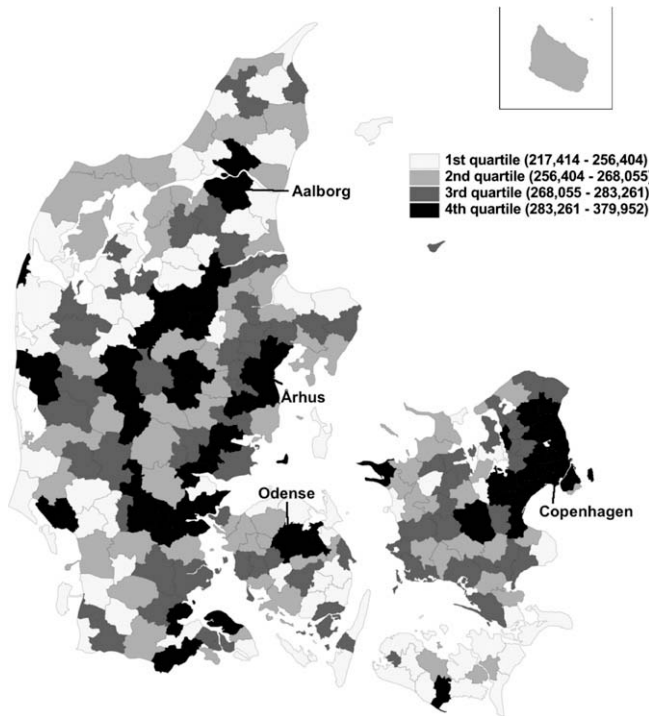 1st quartile (217,414 - 256,404)
2nd quartile (256,404 - 268,055)
3rd quartile (268,055 - 283,261)
4th quartile (283,261 - 379,952)
Aalborg
Århus
Odense
Copenhagen